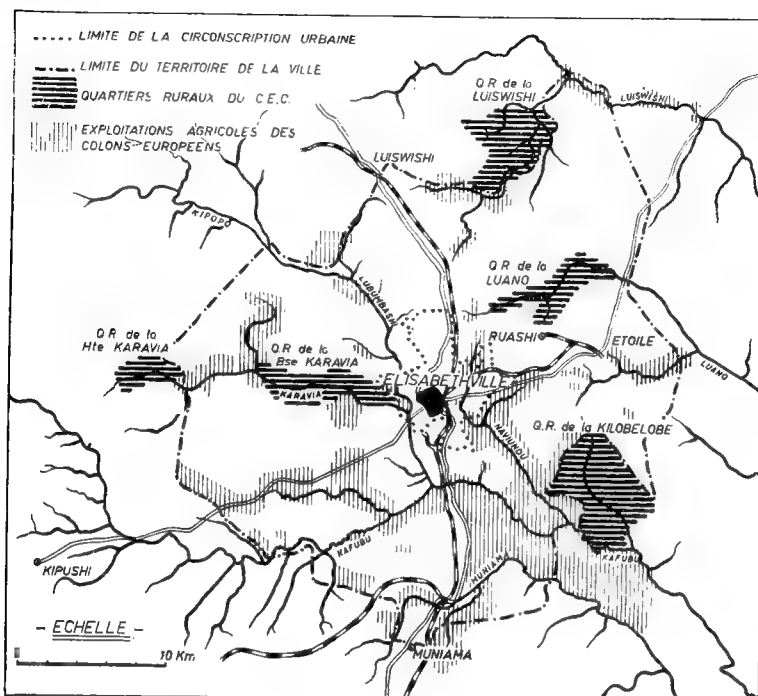 LIMITE DE LA CIRCONSCRIPTION URBAINE
LIMITE DU TERRITOIRE DE LA VILLE
QUARTIERS RURAUX DU C.E.C.
EXPLOITATIONS AGRICOLES DES
COLONS EUROPEENS
Q.R. de la
LUISWISHI
LUISWISHI
LUISWISHI
KIPOPO
LUBUMBASHI
Q.R. de la
LUANO
RUASHI
ETOILE
LUANO
Q.R. de la
Hte KARAVIA
Q.R. de la
Bse KARAVIA
KARAVIA
ELISABETHVILLE
NAVIUNDU
Q.R. de la KILOBELOBE
KAFUBU
KAFUBU
MUNIAM
KIPUSHI
MUNIAMA
- ECHELLE -
10 Km.